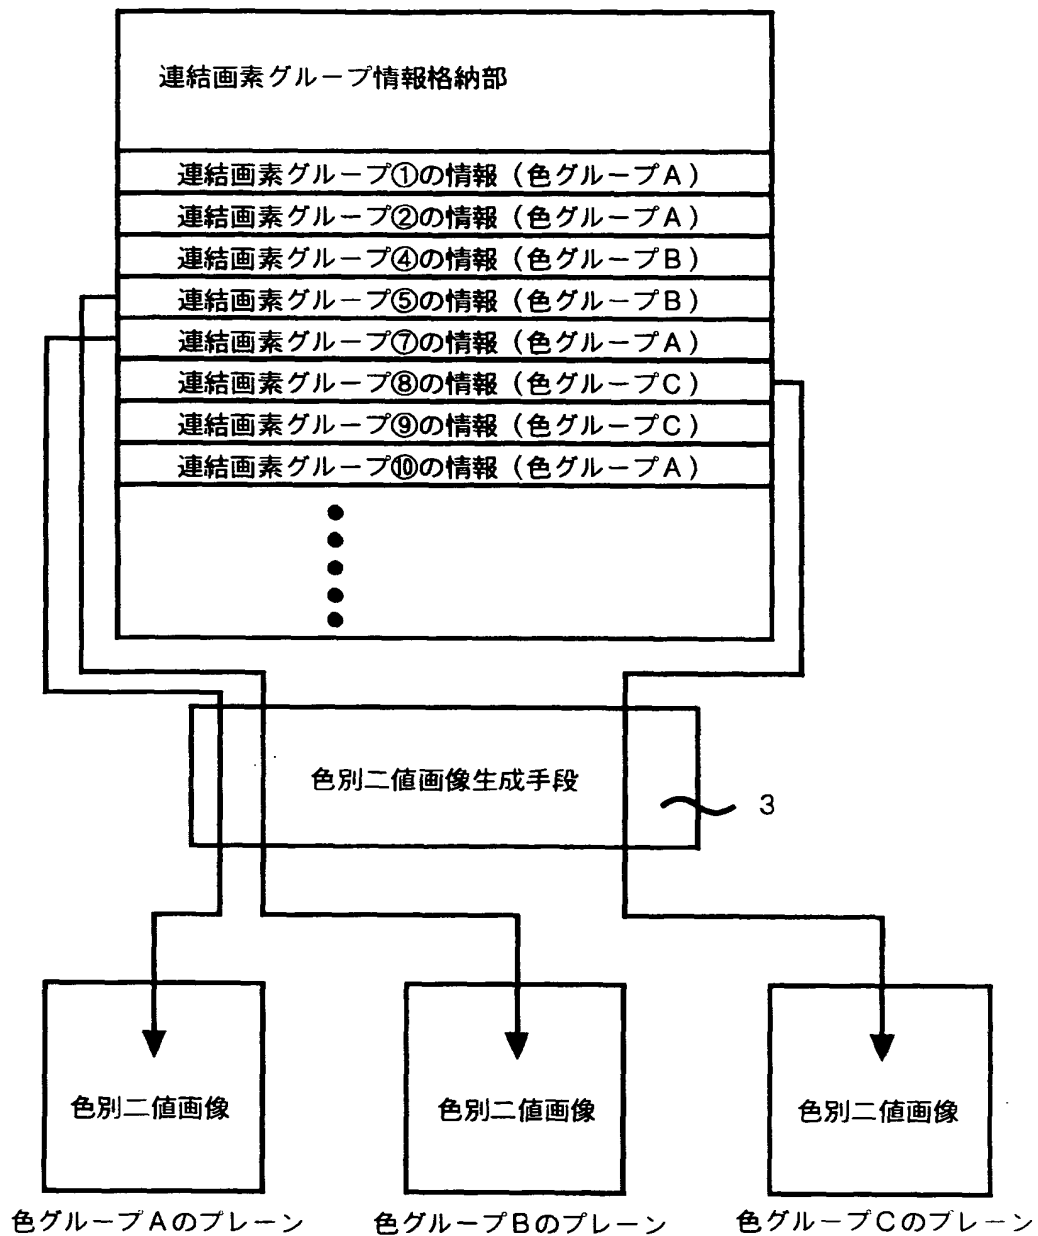 連結画素グループ情報格納部
連結画素グループ①の情報（色グループA）
連結画素グループ②の情報（色グループA）
連結画素グループ④の情報（色グループB）
連結画素グループ⑤の情報（色グループB）
連結画素グループ⑦の情報（色グループA）
連結画素グループ⑧の情報（色グループC）
連結画素グループ⑨の情報（色グループC）
連結画素グループ⑩の情報（色グループA）
色別二値画像生成手段
3
色別二値画像
色別二値画像
色別二値画像
色グループAのプレーン
色グループBのプレーン
色グループCのプレーン